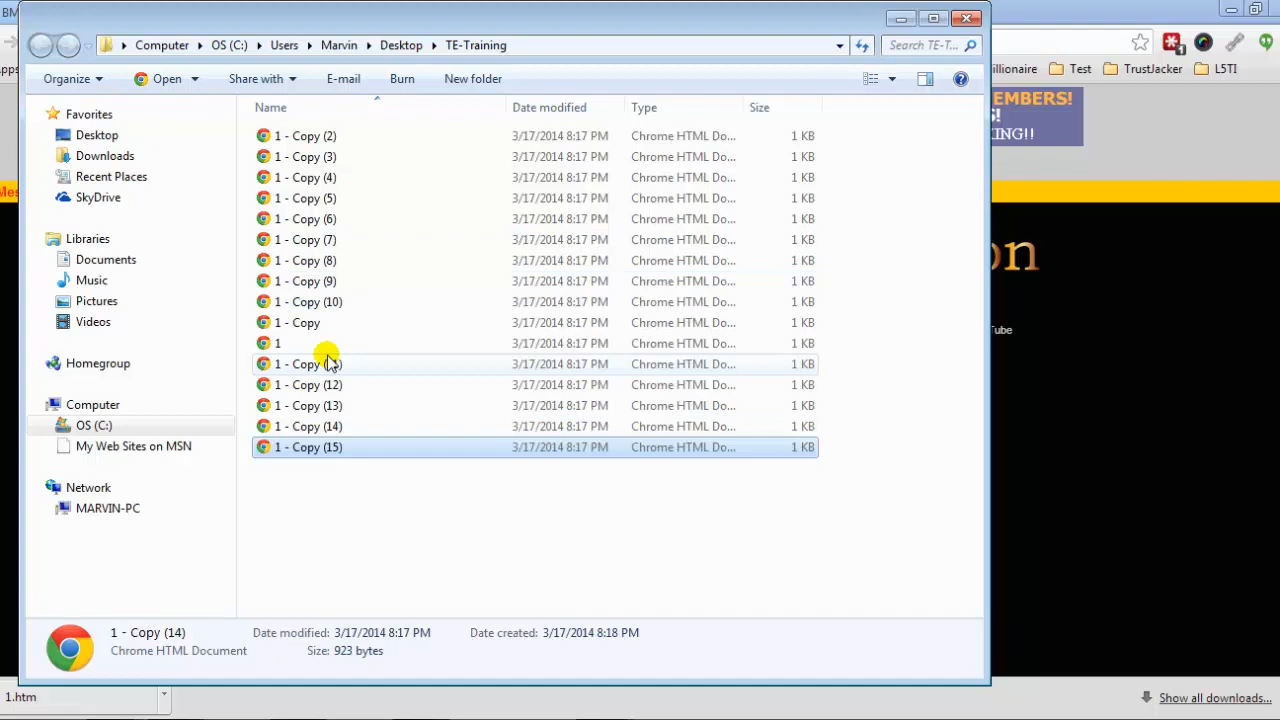 BM
Computer OS (C:) Users Marvin Desktop TE-Training
Search TE-T...
Apps
illionaire Test TrustJacker L5TI
Organize Open Share with E-mail Burn New folder
EMBERS!
S!
KING!!
Name Date modified Type Size
Favorites
Desktop
Downloads
Recent Places
SkyDrive
Libraries
Documents
Music
Pictures
Videos
Homegroup
Computer
OS (C:)
My Web Sites on MSN
Network
MARVIN-PC
1 - Copy (2) 3/17/2014 8:17 PM Chrome HTML Do... 1 KB
1 - Copy (3) 3/17/2014 8:17 PM Chrome HTML Do... 1 KB
1 - Copy (4) 3/17/2014 8:17 PM Chrome HTML Do... 1 KB
1 - Copy (5) 3/17/2014 8:17 PM Chrome HTML Do... 1 KB
1 - Copy (6) 3/17/2014 8:17 PM Chrome HTML Do... 1 KB
1 - Copy (7) 3/17/2014 8:17 PM Chrome HTML Do... 1 KB
1 - Copy (8) 3/17/2014 8:17 PM Chrome HTML Do... 1 KB
1 - Copy (9) 3/17/2014 8:17 PM Chrome HTML Do... 1 KB
1 - Copy (10) 3/17/2014 8:17 PM Chrome HTML Do... 1 KB
1 - Copy 3/17/2014 8:17 PM Chrome HTML Do... 1 KB
1 3/17/2014 8:17 PM Chrome HTML Do... 1 KB
1 - Copy 3/17/2014 8:17 PM Chrome HTML Do... 1 KB
1 - Copy (12) 3/17/2014 8:17 PM Chrome HTML Do... 1 KB
1 - Copy (13) 3/17/2014 8:17 PM Chrome HTML Do... 1 KB
1 - Copy (14) 3/17/2014 8:17 PM Chrome HTML Do... 1 KB
1 - Copy (15) 3/17/2014 8:17 PM Chrome HTML Do... 1 KB
Mes
on
uTube
1 - Copy (14) Date modified: 3/17/2014 8:17 PM Date created: 3/17/2014 8:18 PM
Chrome HTML Document Size: 923 bytes
1.htm
Show all downloads...